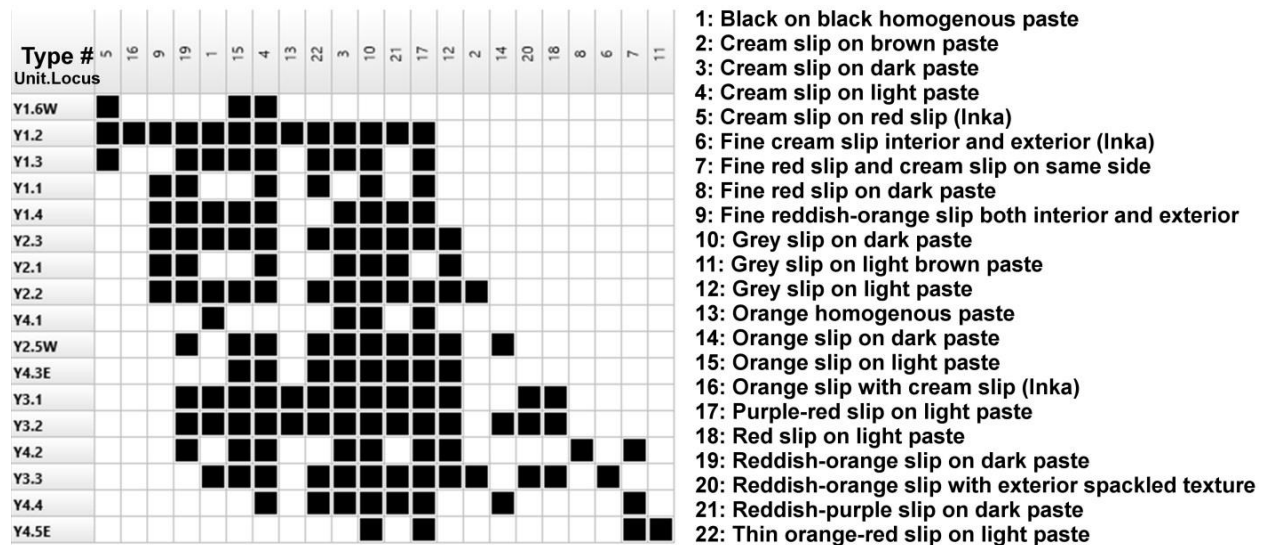 Type # 5 16 9 19 1 15 4 13 22 3 10 21 17 12 2 14 20 18 8 6 7 11
Unit.Locus
Y1.6W
Y1.2
Y1.3
Y1.1
Y1.4
Y2.3
Y2.1
Y2.2
Y4.1
Y2.5W
Y4.3E
Y3.1
Y3.2
Y4.2
Y3.3
Y4.4
Y4.5E
1: Black on black homogenous paste
2: Cream slip on brown paste
3: Cream slip on dark paste
4: Cream slip on light paste
5: Cream slip on red slip (Inka)
6: Fine cream slip interior and exterior (Inka)
7: Fine red slip and cream slip on same side
8: Fine red slip on dark paste
9: Fine reddish-orange slip both interior and exterior
10: Grey slip on dark paste
11: Grey slip on light brown paste
12: Grey slip on light paste
13: Orange homogenous paste
14: Orange slip on dark paste
15: Orange slip on light paste
16: Orange slip with cream slip (Inka)
17: Purple-red slip on light paste
18: Red slip on light paste
19: Reddish-orange slip on dark paste
20: Reddish-orange slip with exterior spackled texture
21: Reddish-purple slip on dark paste
22: Thin orange-red slip on light paste